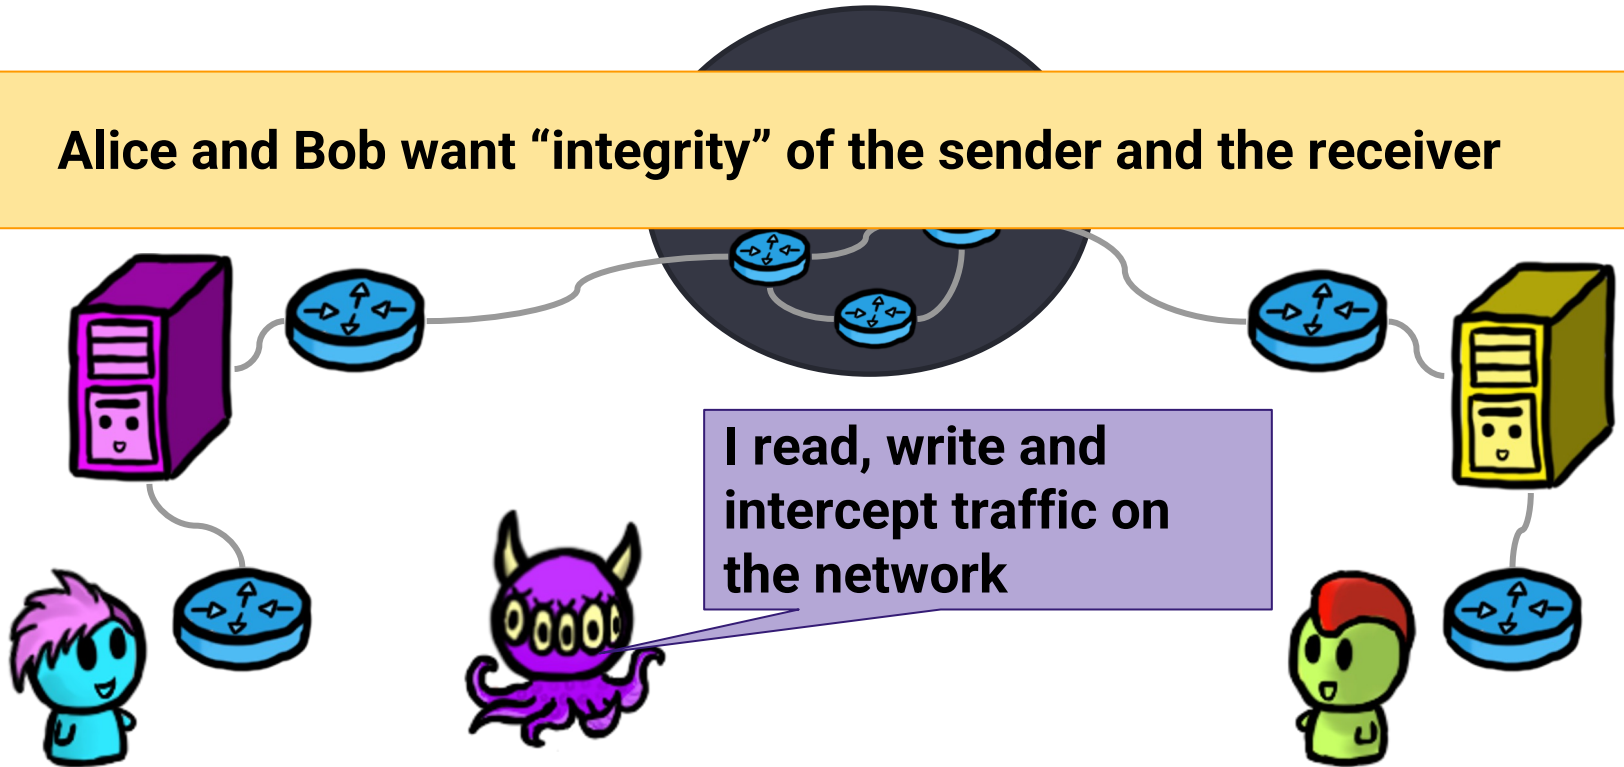 Alice and Bob want “integrity” of the sender and the receiver
I read, write and
intercept traffic on
the network